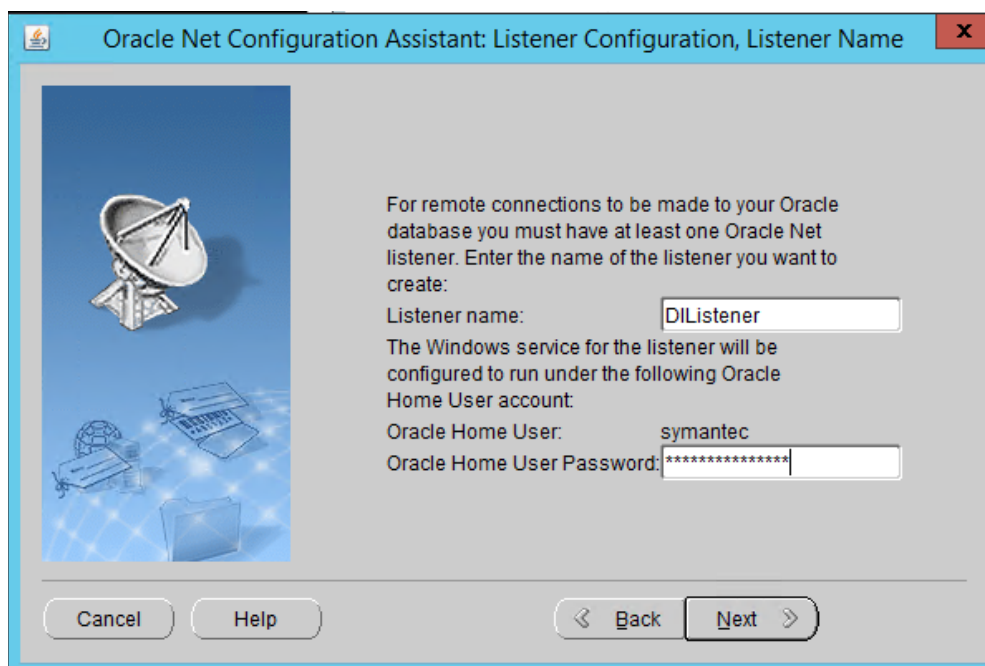 Oracle Net Configuration Assistant: Listener Configuration, Listener Name
x
For remote connections to be made to your Oracle
database you must have at least one Oracle Net
listener. Enter the name of the listener you want to
create:
Listener name: DIListener
The Windows service for the listener will be
configured to run under the following Oracle
Home User account:
Oracle Home User: symantec
Oracle Home User Password: ***************
Cancel Help Back Next